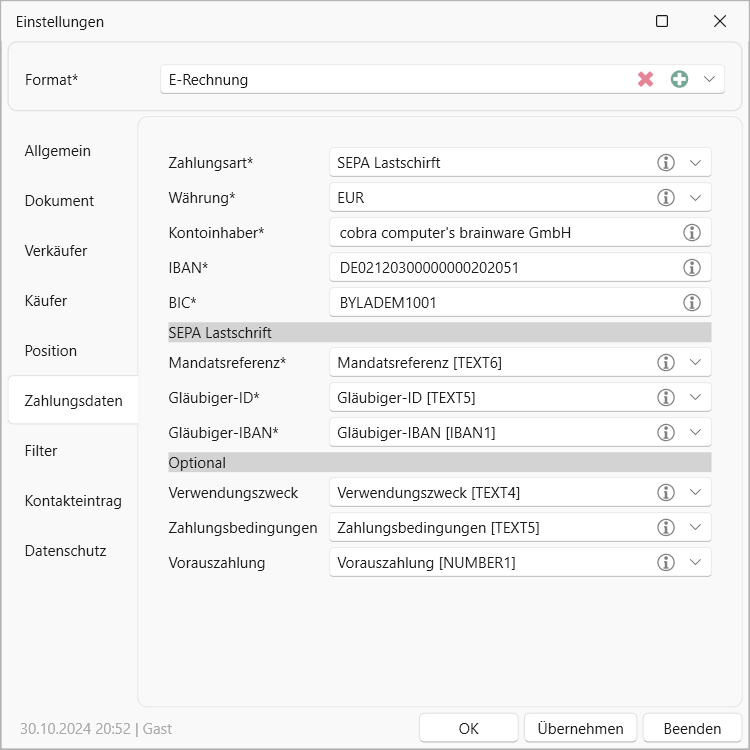 Einstellungen
Format* E-Rechnung
Allgemein
Dokument
Verkäufer
Käufer
Position
Zahlungsdaten
Filter
Kontakteintrag
Datenschutz
Zahlungsart* SEPA Lastschirft
Währung* EUR
Kontoinhaber* cobra computer's brainware GmbH
IBAN* DE02120300000000202051
BIC* BYLADEM1001
SEPA Lastschrift
Mandatsreferenz* Mandatsreferenz [TEXT6]
Gläubiger-ID* Gläubiger-ID [TEXT5]
Gläubiger-IBAN* Gläubiger-IBAN [IBAN1]
Optional
Verwendungszweck Verwendungszweck [TEXT4]
Zahlungsbedingungen Zahlungsbedingungen [TEXT5]
Vorauszahlung Vorauszahlung [NUMBER1]
30.10.2024 20:52 | Gast
OK Übernehmen Beenden